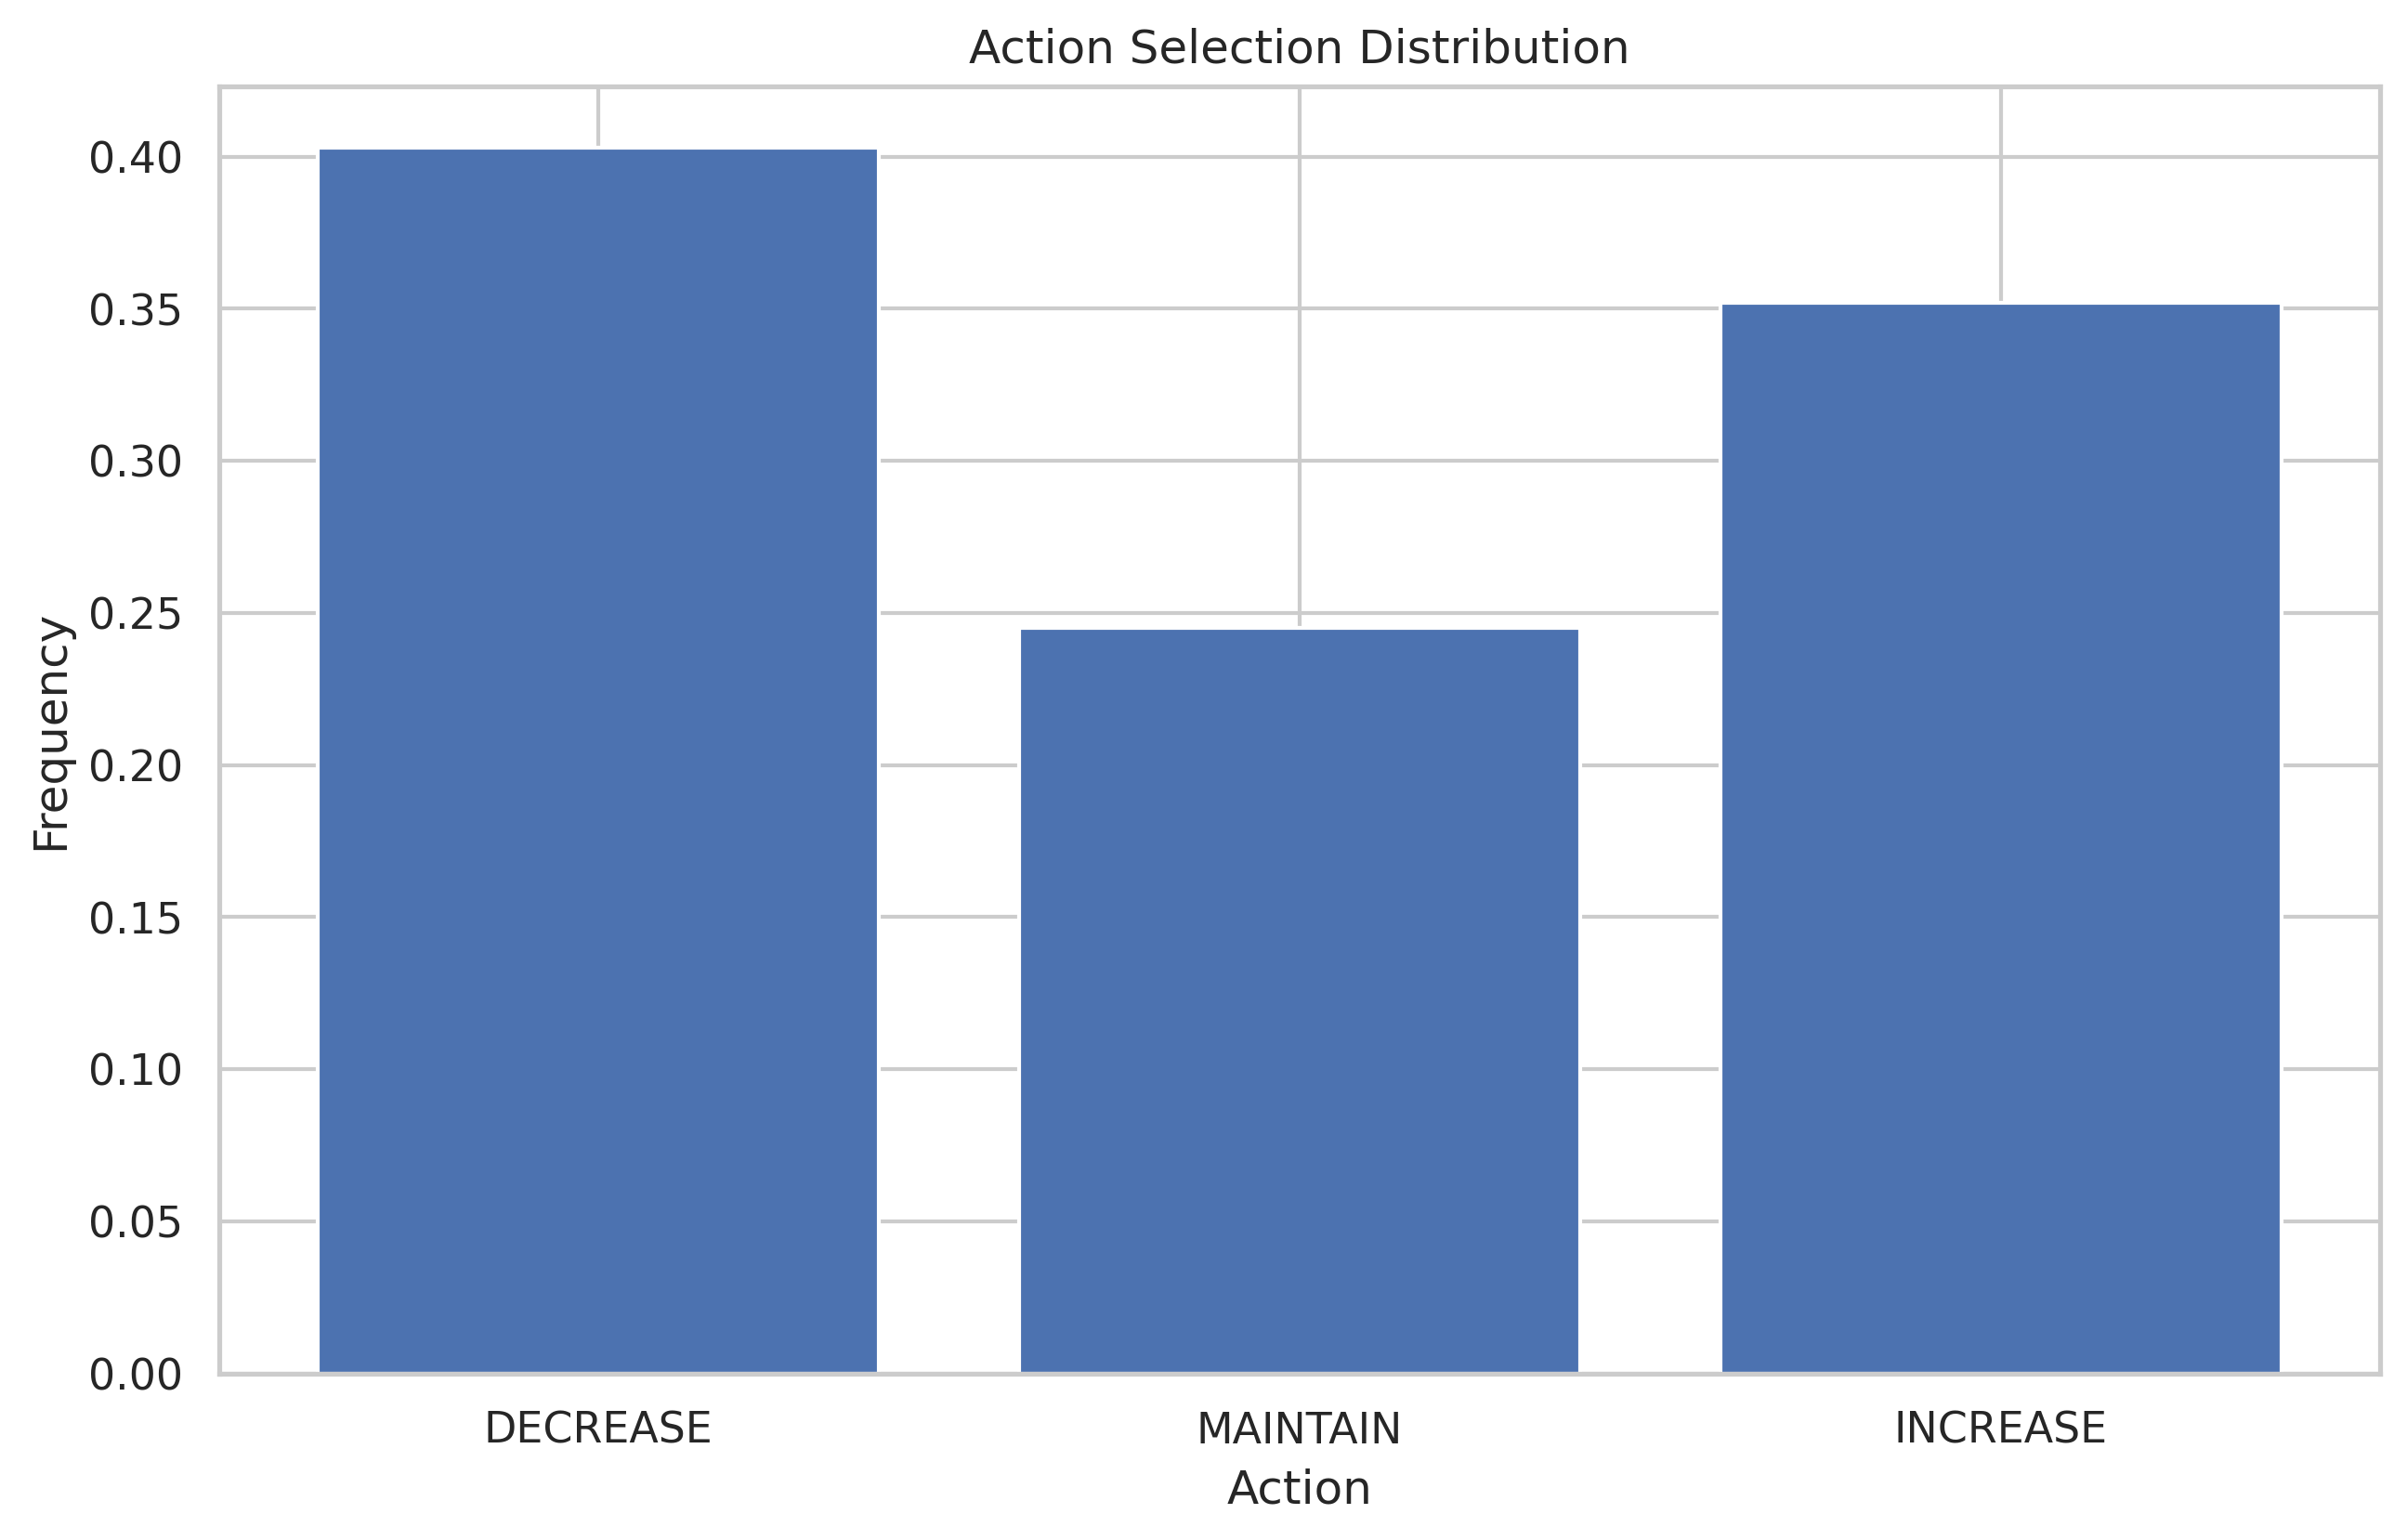 Action Selection Distribution
0.40
0.35
0.30
0.25
0.20
0.15
0.10
0.05
0.00
Frequency
DECREASE MAINTAIN INCREASE
Action